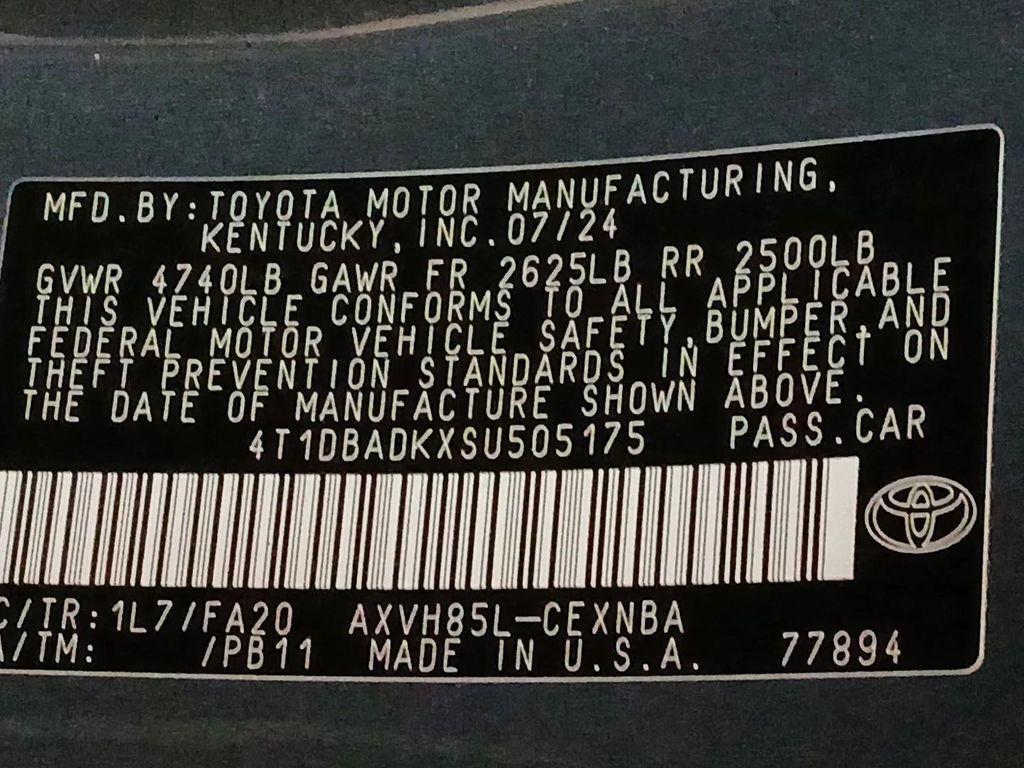 MFD.BY:TOYOTA MOTOR MANUFACTURING,
KENTUCKY,INC.07/24
GVWR 4740LB GAWR FR 2625LB RR 2500LB
THIS VEHICLE CONFORMS TO ALL APPLICABLE
FEDERAL MOTOR VEHICLE SAFETY,BUMPER,AND
THEFT PREVENTION STANDARDS IN EFFECT ON
THE DATE OF MANUFACTURE SHOWN ABOVE.
4T1DBADKXSU505175 PASS.CAR
C/TR:1L7/FA20 AXVH85L-CEXNBA
A/TM: /PB11 MADE IN U.S.A. 77894